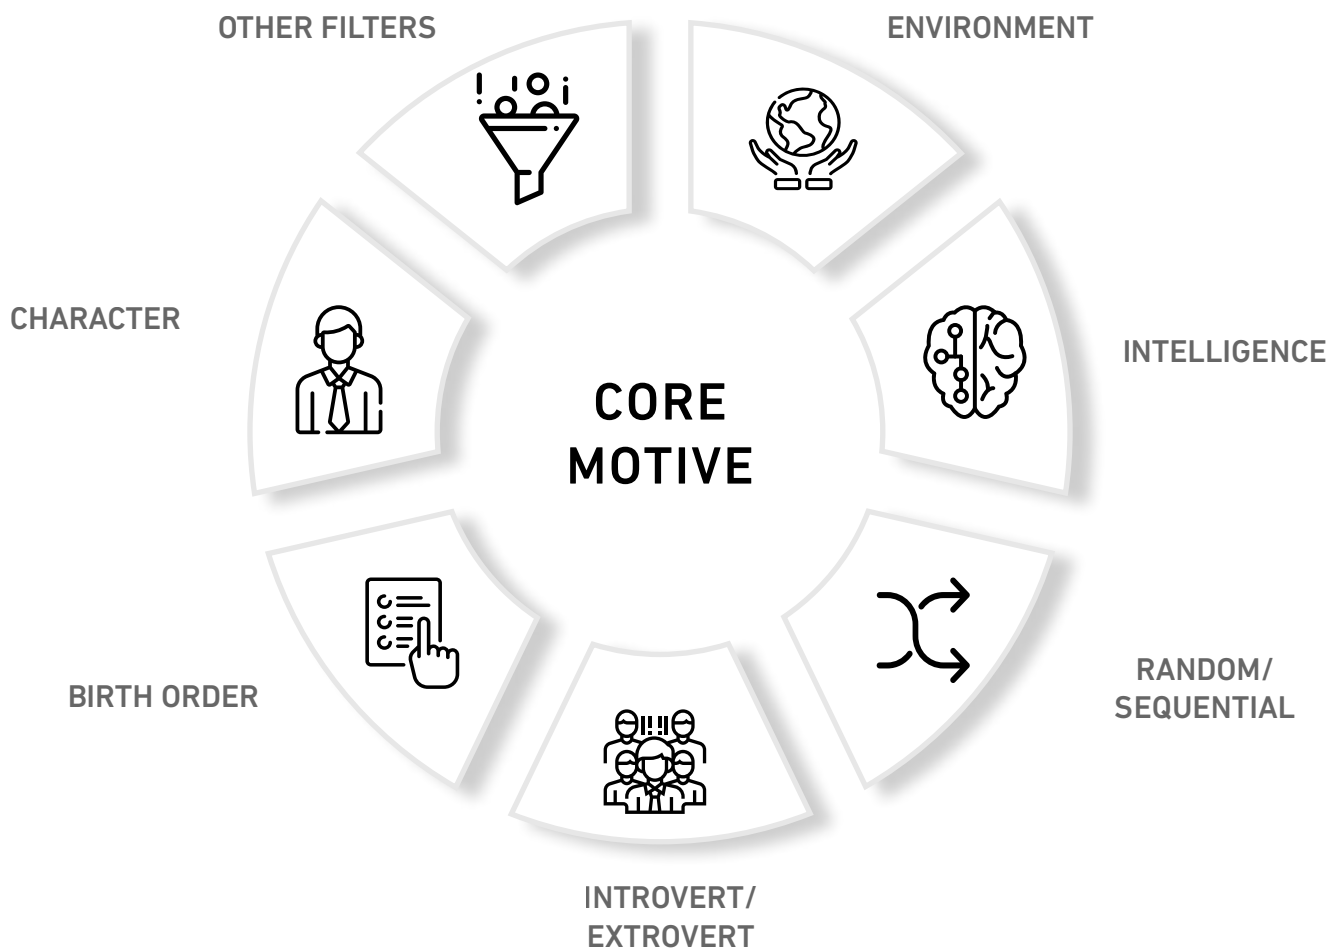 OTHER FILTERS
ENVIRONMENT
CHARACTER
INTELLIGENCE
CORE
MOTIVE
BIRTH ORDER
RANDOM/
SEQUENTIAL
INTROVERT/
EXTROVERT